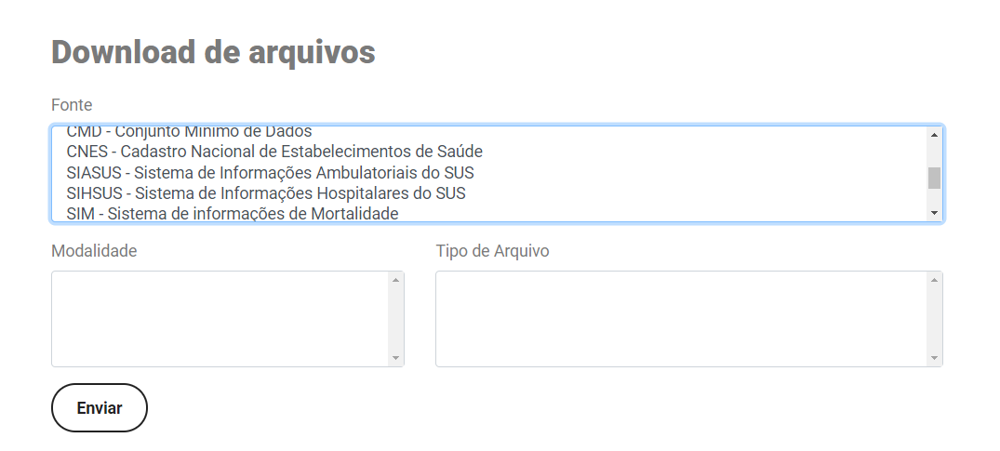 Download de arquivos
Fonte
CMD - Conjunto Mínimo de Dados
CNES - Cadastro Nacional de Estabelecimentos de Saúde
SIASUS - Sistema de Informações Ambulatoriais do SUS
SIHSUS - Sistema de Informações Hospitalares do SUS
SIM - Sistema de informações de Mortalidade
Modalidade
Tipo de Arquivo
Enviar